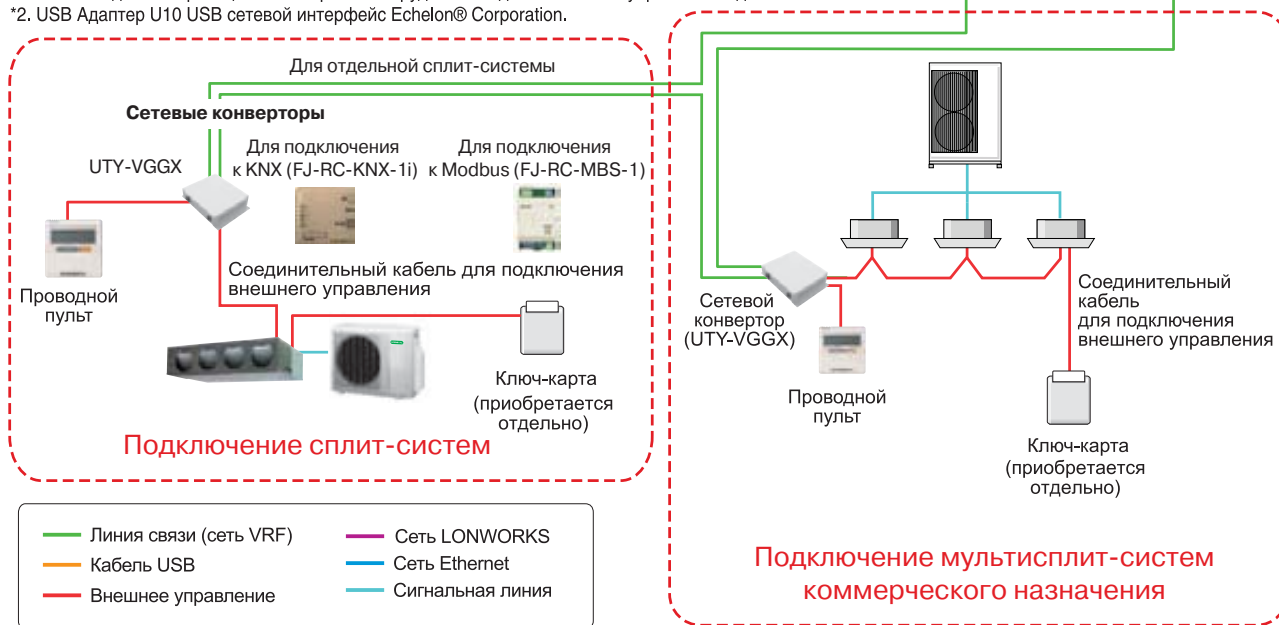 *2. USB Адаптер U10 USB сетевой интерфейс Echelon® Corporation.
Для отдельной сплит-системы
Сетевые конверторы
UTY-VGGX
Для подключения
к KNX (FJ-RC-KNX-1i)
Для подключения
к Modbus (FJ-RC-MBS-1)
Проводной
пульт
Соединительный кабель для подключения
внешнего управления
Ключ-карта
(приобретается
отдельно)
Подключение сплит-систем
Сетевой
конвертор
(UTY-VGGX)
Проводной
пульт
Соединительный
кабель
для подключения
внешнего управления
Ключ-карта
(приобретается
отдельно)
Подключение мультисплит-систем
коммерческого назначения
Линия связи (сеть VRF)
Кабель USB
Внешнее управление
Сеть LONWORKS
Сеть Ethernet
Сигнальная линия